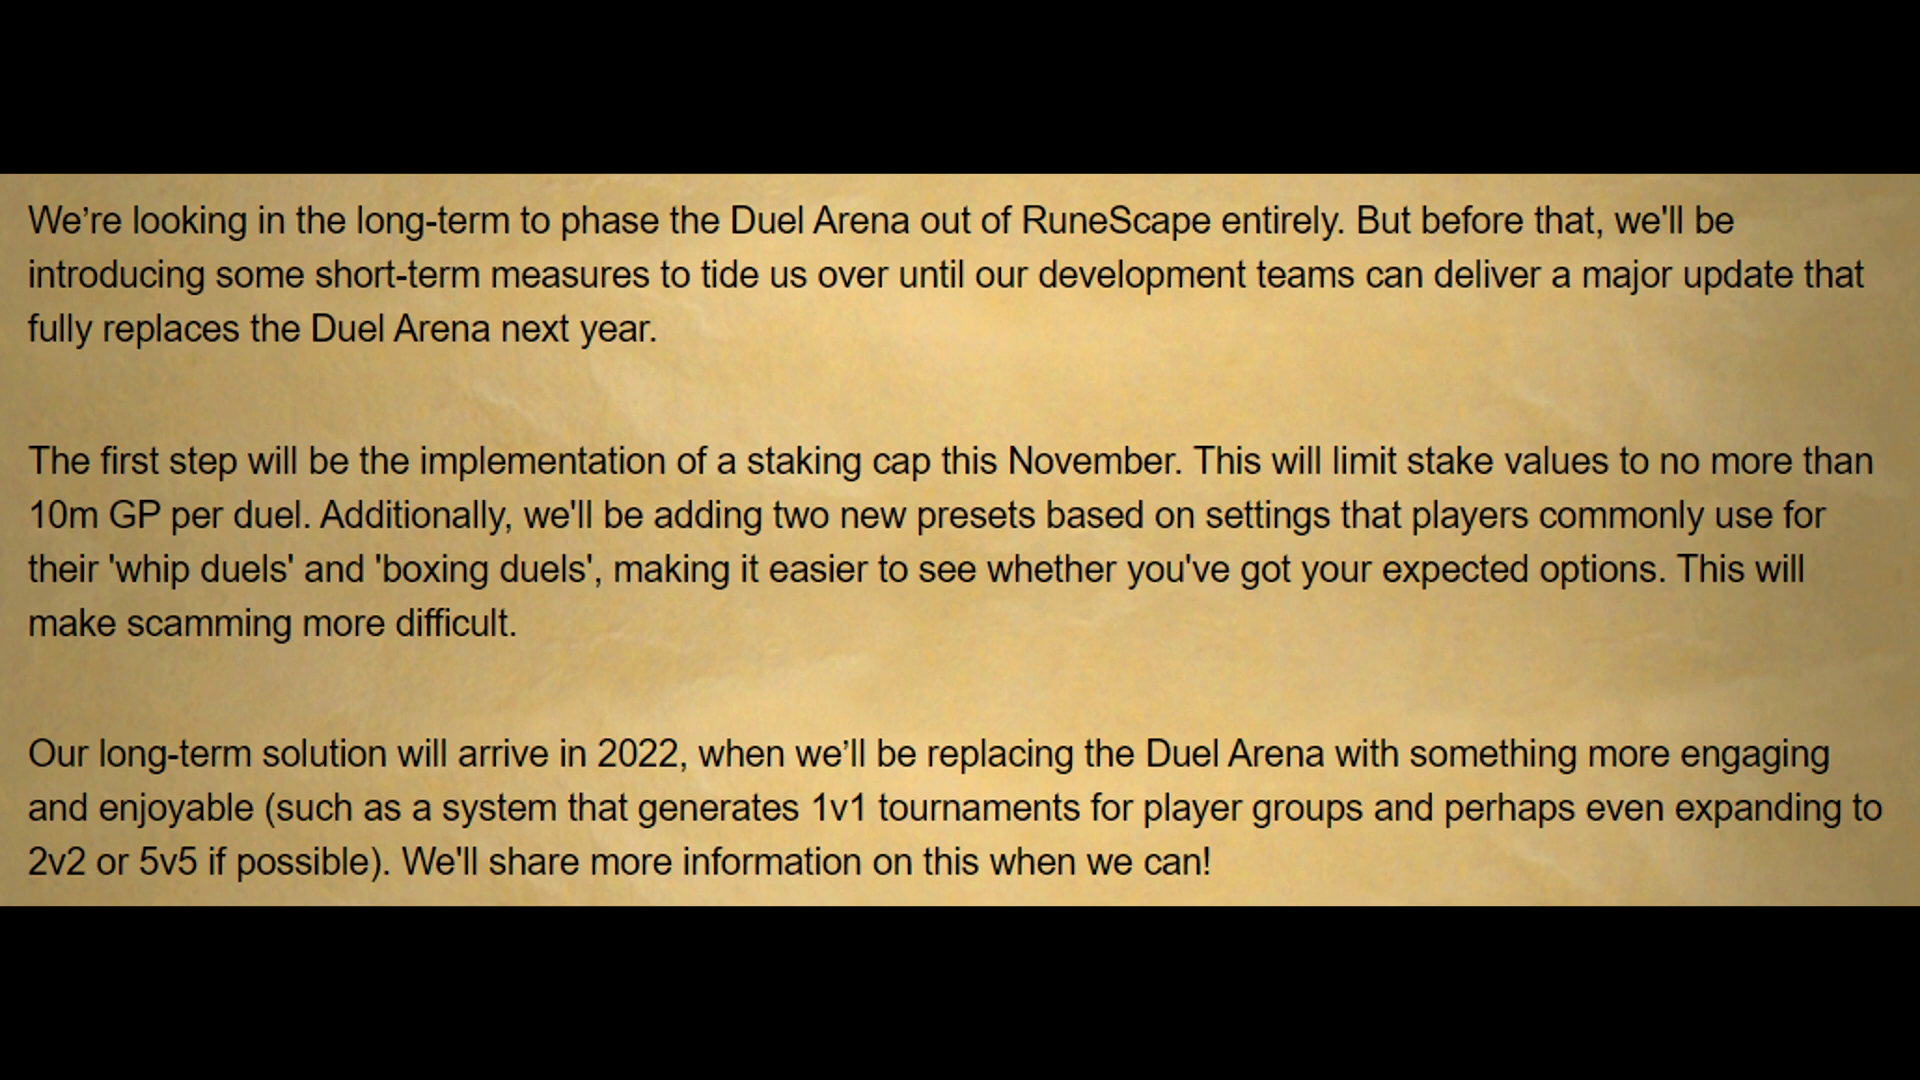 We’re looking in the long-term to phase the Duel Arena out of RuneScape entirely. But before that, we'll be
introducing some short-term measures to tide us over until our development teams can deliver a major update that
fully replaces the Duel Arena next year.
The first step will be the implementation of a staking cap this November. This will limit stake values to no more than
10m GP per duel. Additionally, we'll be adding two new presets based on settings that players commonly use for
their 'whip duels' and 'boxing duels', making it easier to see whether you've got your expected options. This will
make scamming more difficult.
Our long-term solution will arrive in 2022, when we’ll be replacing the Duel Arena with something more engaging
and enjoyable (such as a system that generates 1v1 tournaments for player groups and perhaps even expanding to
2v2 or 5v5 if possible). We'll share more information on this when we can!